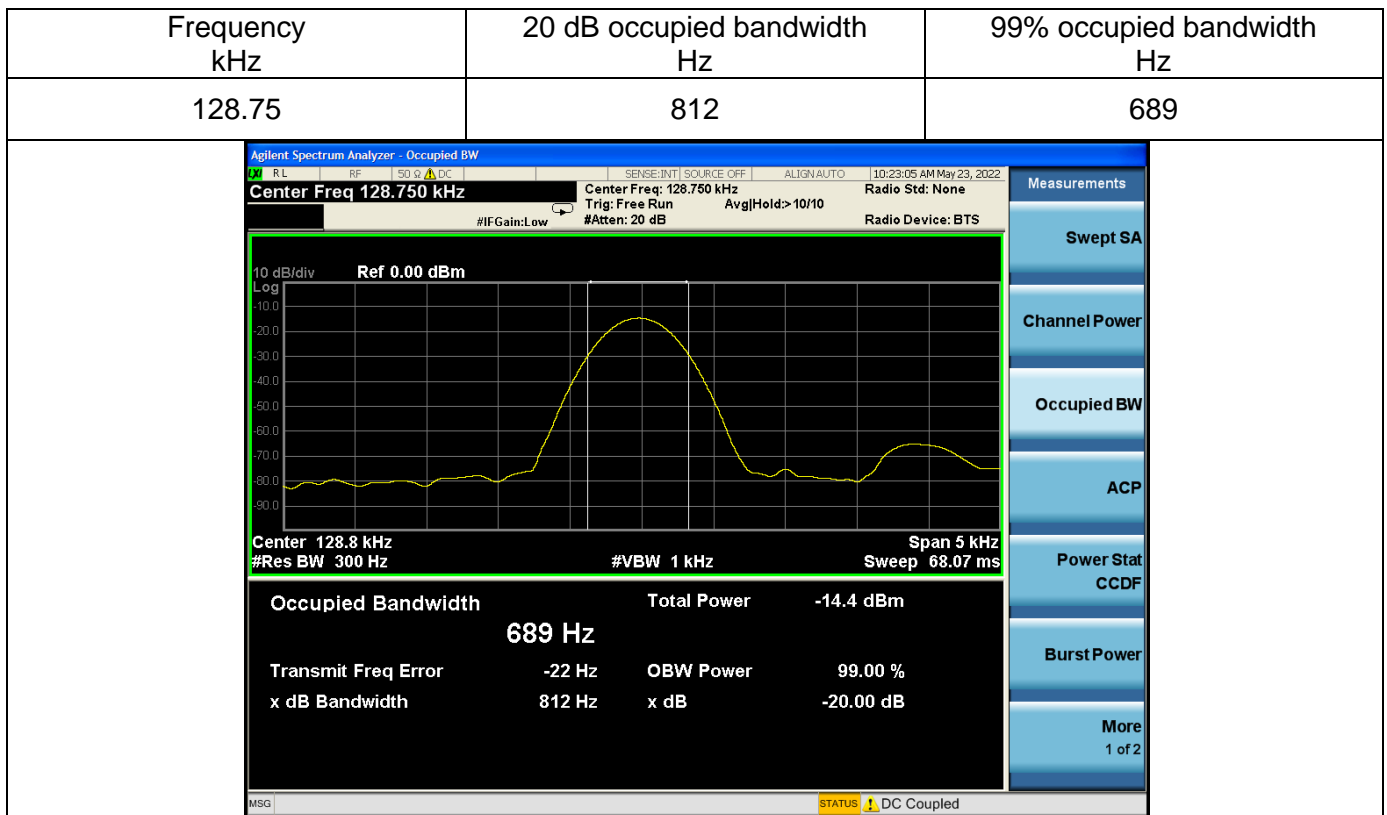 Frequency
kHz
20 dB occupied bandwidth
Hz
99% occupied bandwidth
Hz
128.75
812
689
Agilent Spectrum Analyzer - Occupied BW
LXI RL RF 50 Ω DC SENSE:INT SOURCE OFF ALIGN AUTO 10:23:05 AM May 23, 2022
Center Freq 128.750 kHz
Center Freq: 128.750 kHz Radio Std: None
Trig: Free Run Avg|Hold:>10/10
#IFGain:Low #Atten: 20 dB Radio Device: BTS
10 dB/div Ref 0.00 dBm
Log
-10.0
-20.0
-30.0
-40.0
-50.0
-60.0
-70.0
-80.0
-90.0
Center 128.8 kHz Span 5 kHz
#Res BW 300 Hz #VBW 1 kHz Sweep 68.07 ms
Occupied Bandwidth Total Power -14.4 dBm
689 Hz
Transmit Freq Error -22 Hz OBW Power 99.00 %
x dB Bandwidth 812 Hz x dB -20.00 dB
Measurements
Swept SA
Channel Power
Occupied BW
ACP
Power Stat
CCDF
Burst Power
More
1 of 2
MSG STATUS DC Coupled